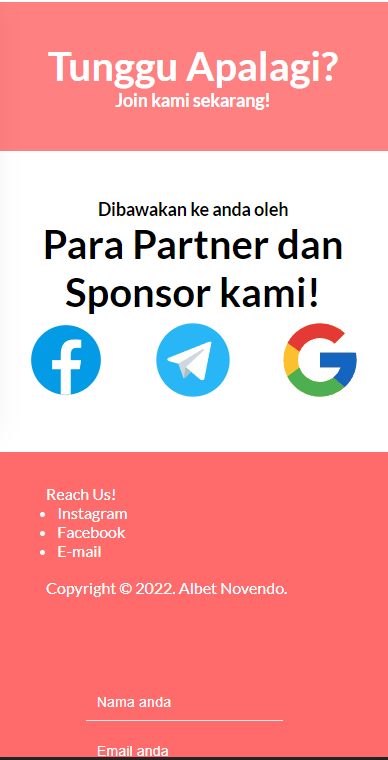 Tunggu Apalagi?
Join kami sekarang!
Dibawakan ke anda oleh
Para Partner dan
Sponsor kami!
Reach Us!
Instagram
Facebook
E-mail
Copyright © 2022. Albet Novendo.
Nama anda
Email anda